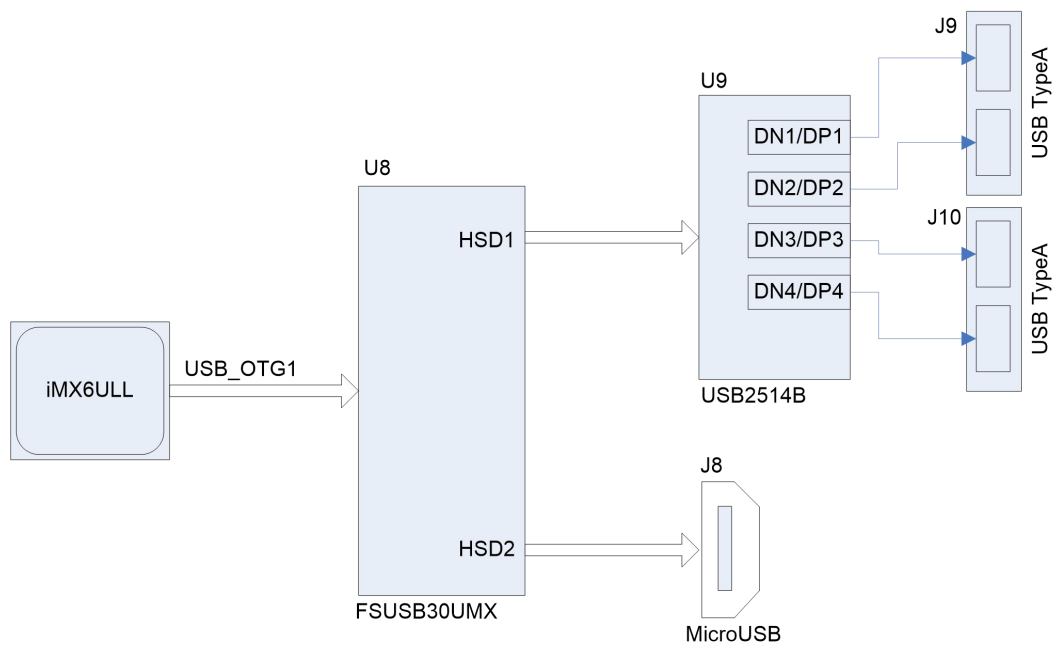 J9
USB TypeA
U9
DN1/DP1
DN2/DP2
DN3/DP3
DN4/DP4
USB2514B
J10
USB TypeA
U8
HSD1
HSD2
FSUSB30UMX
iMX6ULL
USB_OTG1
J8
MicroUSB